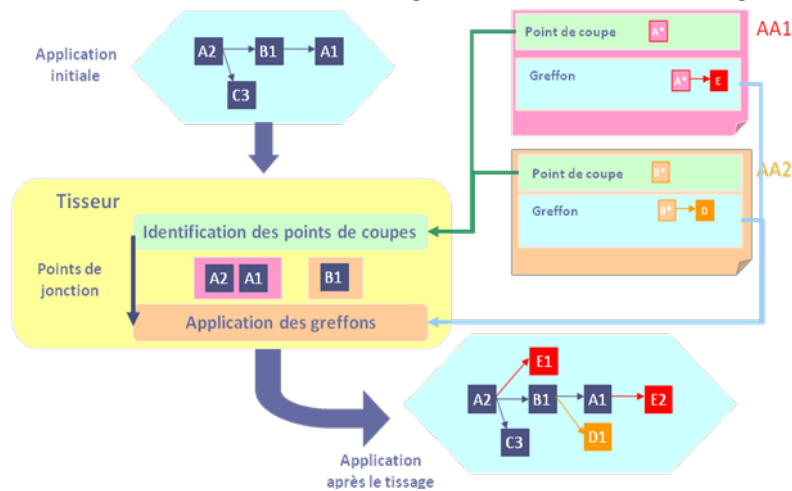 Application
initiale
A2
B1
A1
C3
Point de coupe
A*
AA1
Greffon
A*
E
Point de coupe
B*
AA2
Greffon
B*
D
Tisseur
Identification des points de coupes
Points de
jonction
A2
A1
B1
Application des greffons
E1
A2
B1
A1
E2
C3
D1
Application
après le tissage